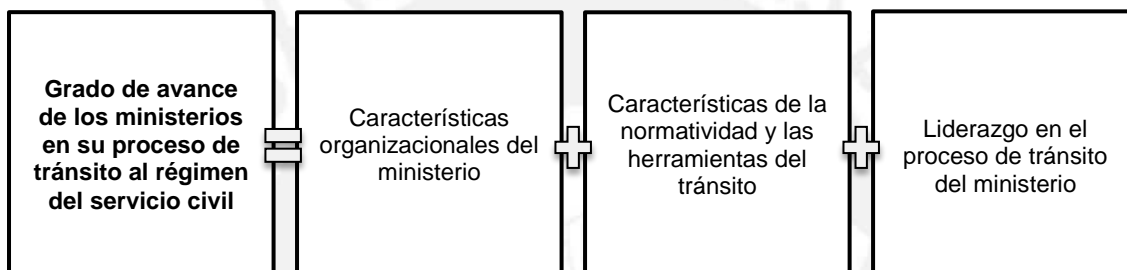 Grado de avance
de los ministerios
en su proceso de
tránsito al régimen
del servicio civil
Características
organizacionales del
ministerio
Características de la
normatividad y las
herramientas del
tránsito
Liderazgo en el
proceso de tránsito
del ministerio